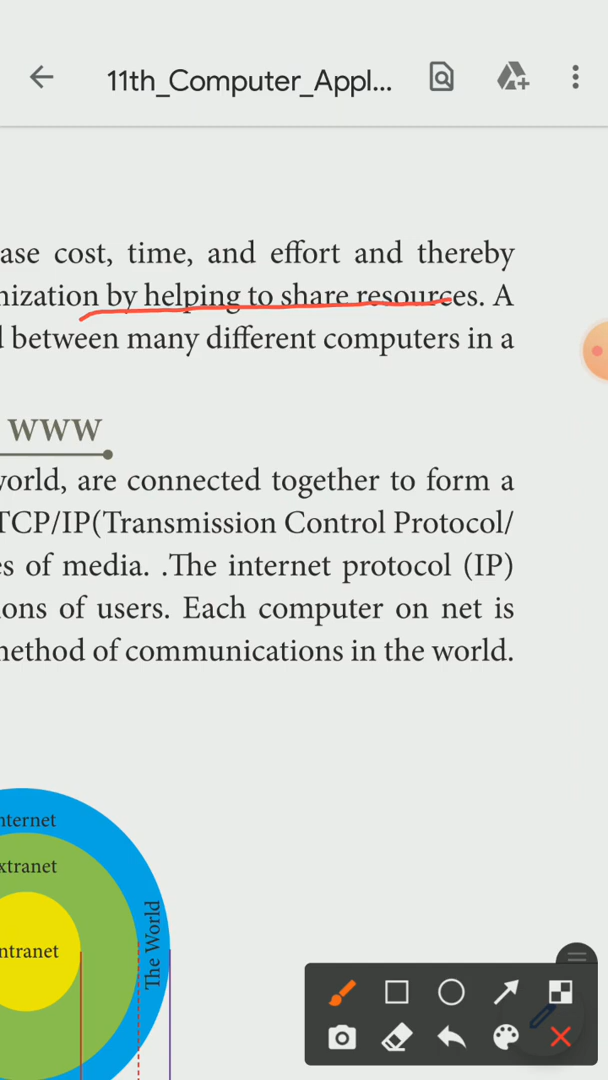 11th_Computer_Appl...
ase cost, time, and effort and thereby
nization by helping to share resources. A
d between many different computers in a
WWW
vorld, are connected together to form a
TCP/IP(Transmission Control Protocol/
es of media. .The internet protocol (IP)
ions of users. Each computer on net is
method of communications in the world.
nternet
xtranet
ntranet
The World